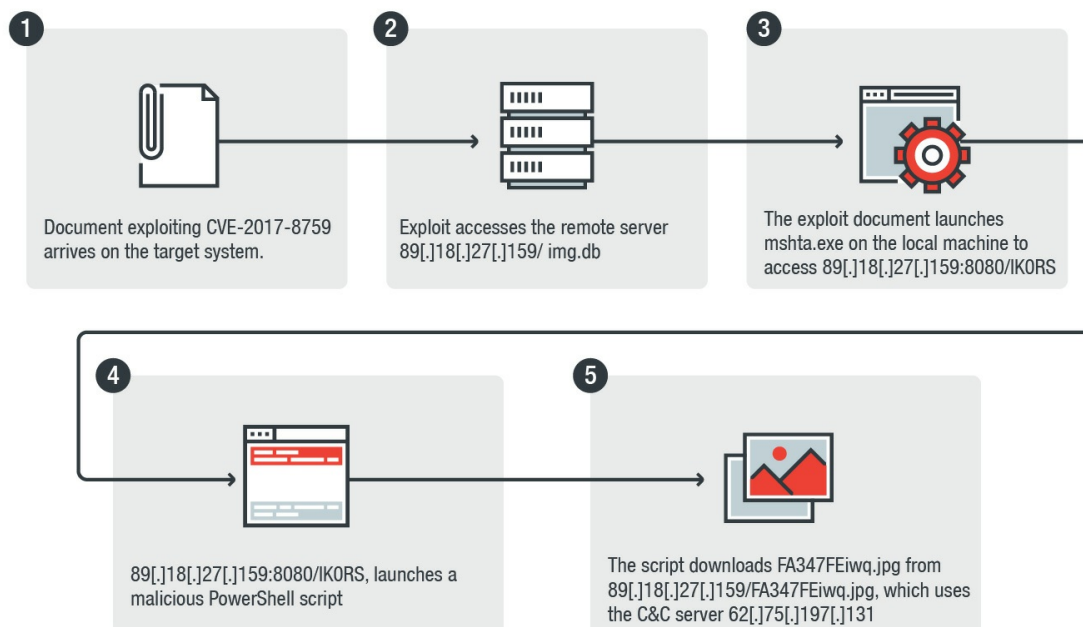 1
Document exploiting CVE-2017-8759
arrives on the target system.
2
Exploit accesses the remote server
89[.]18[.]27[.]159/ img.db
3
The exploit document launches
mshta.exe on the local machine to
access 89[.]18[.]27[.]159:8080/lK0RS
4
89[.]18[.]27[.]159:8080/lK0RS, launches a
malicious PowerShell script
5
The script downloads FA347FEiwq.jpg from
89[.]18[.]27[.]159/FA347FEiwq.jpg, which uses
the C&C server 62[.]75[.]197[.]131